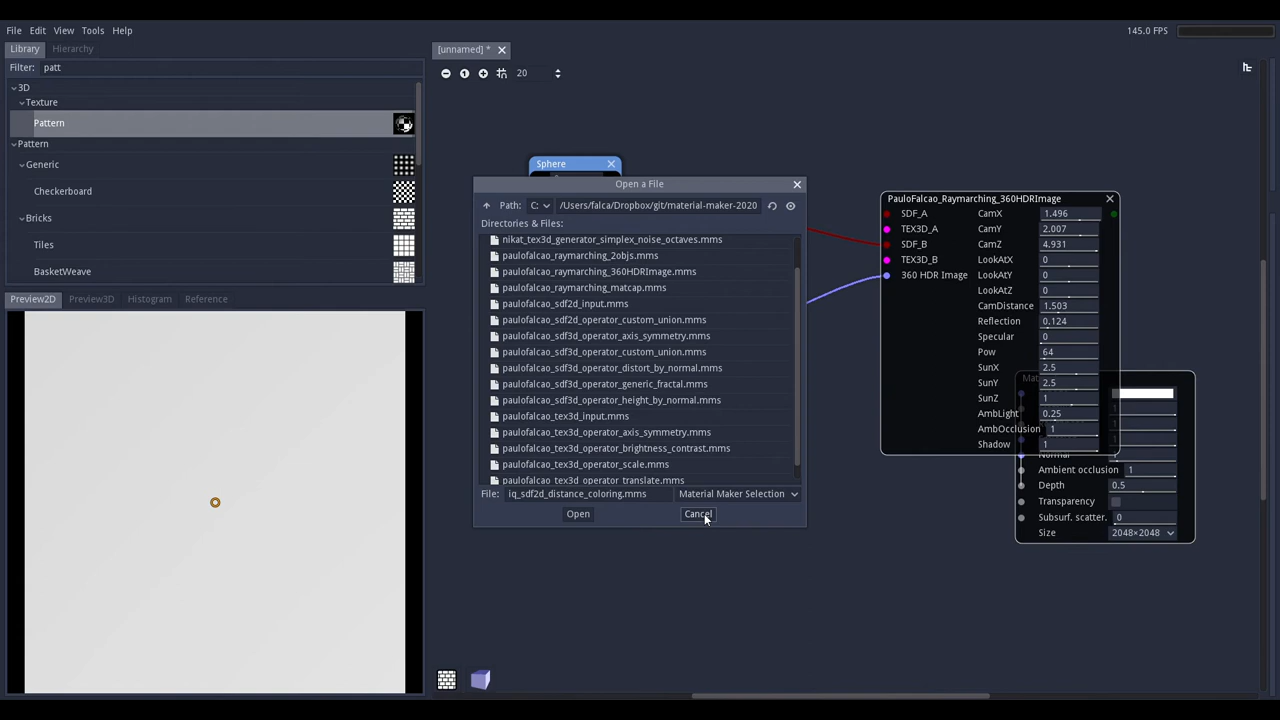 File Edit View Tools Help
145.0 FPS
Library Hierarchy
[unnamed] *
Filter: patt
20
3D
Texture
Pattern
Pattern
Generic
Checkerboard
Bricks
Tiles
BasketWeave
Preview2D Preview3D Histogram Reference
Sphere
Open a File
Path: C: /Users/falca/Dropbox/git/material-maker-2020
Directories & Files:
nikat_tex3d_generator_simplex_noise_octaves.mms
paulofalcao_raymarching_2objs.mms
paulofalcao_raymarching_360HDRImage.mms
paulofalcao_raymarching_matcap.mms
paulofalcao_sdf2d_input.mms
paulofalcao_sdf2d_operator_custom_union.mms
paulofalcao_sdf3d_operator_axis_symmetry.mms
paulofalcao_sdf3d_operator_custom_union.mms
paulofalcao_sdf3d_operator_distort_by_normal.mms
paulofalcao_sdf3d_operator_generic_fractal.mms
paulofalcao_sdf3d_operator_height_by_normal.mms
paulofalcao_tex3d_input.mms
paulofalcao_tex3d_operator_axis_symmetry.mms
paulofalcao_tex3d_operator_brightness_contrast.mms
paulofalcao_tex3d_operator_scale.mms
paulofalcao_tex3d_operator_translate.mms
File: iq_sdf2d_distance_coloring.mms Material Maker Selection
Open Cancel
PauloFalcao_Raymarching_360HDRImage
SDF_A CamX 1.496
TEX3D_A CamY 2.007
SDF_B CamZ 4.931
TEX3D_B LookAtX 0
360 HDR Image LookAtY 0
LookAtZ 0
CamDistance 1.503
Reflection 0.124
Specular 0
Pow 64
SunX 2.5
SunY 2.5
SunZ 1
AmbLight 0.25
AmbOcclusion 1
Shadow 1
Ambient occlusion 1
Depth 0.5
Transparency
Subsurf. scatter. 0
Size 2048×2048